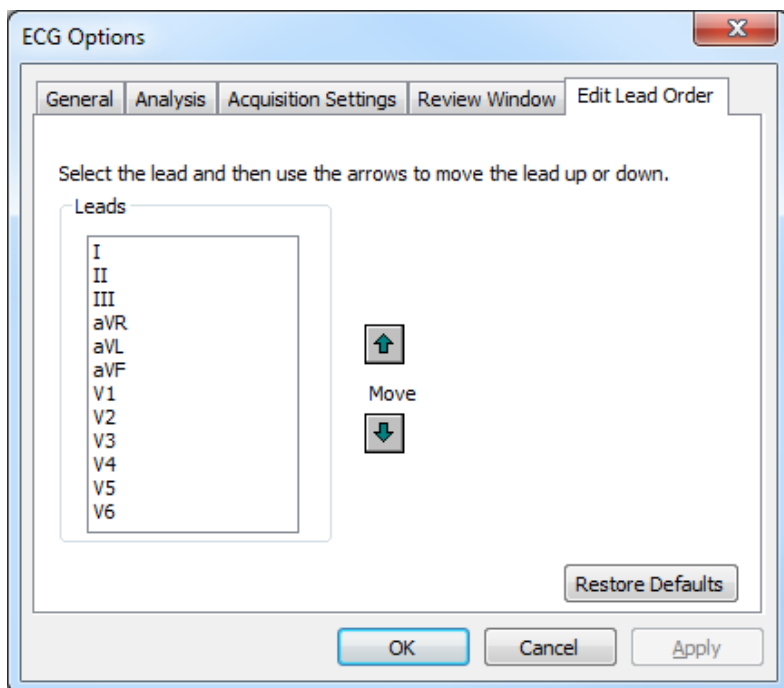 ECG Options
General Analysis Acquisition Settings Review Window Edit Lead Order
Select the lead and then use the arrows to move the lead up or down.
Leads
I
II
III
aVR
aVL
aVF
V1
V2
V3
V4
V5
V6
Move
Restore Defaults
OK Cancel Apply